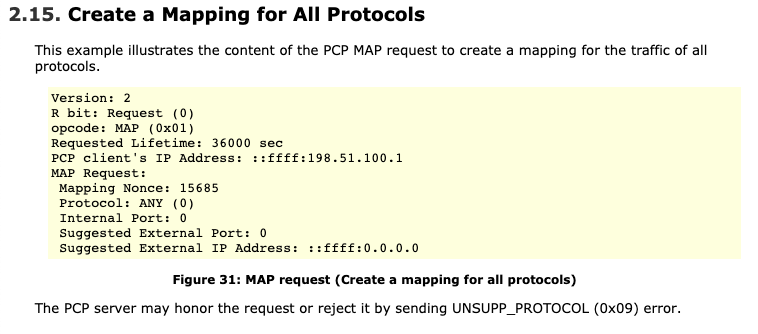 2.15. Create a Mapping for All Protocols
This example illustrates the content of the PCP MAP request to create a mapping for the traffic of all
protocols.
Version: 2
R bit: Request (0)
opcode: MAP (0x01)
Requested Lifetime: 36000 sec
PCP client's IP Address: ::ffff:198.51.100.1
MAP Request:
Mapping Nonce: 15685
Protocol: ANY (0)
Internal Port: 0
Suggested External Port: 0
Suggested External IP Address: ::ffff:0.0.0.0
Figure 31: MAP request (Create a mapping for all protocols)
The PCP server may honor the request or reject it by sending UNSUPP_PROTOCOL (0x09) error.